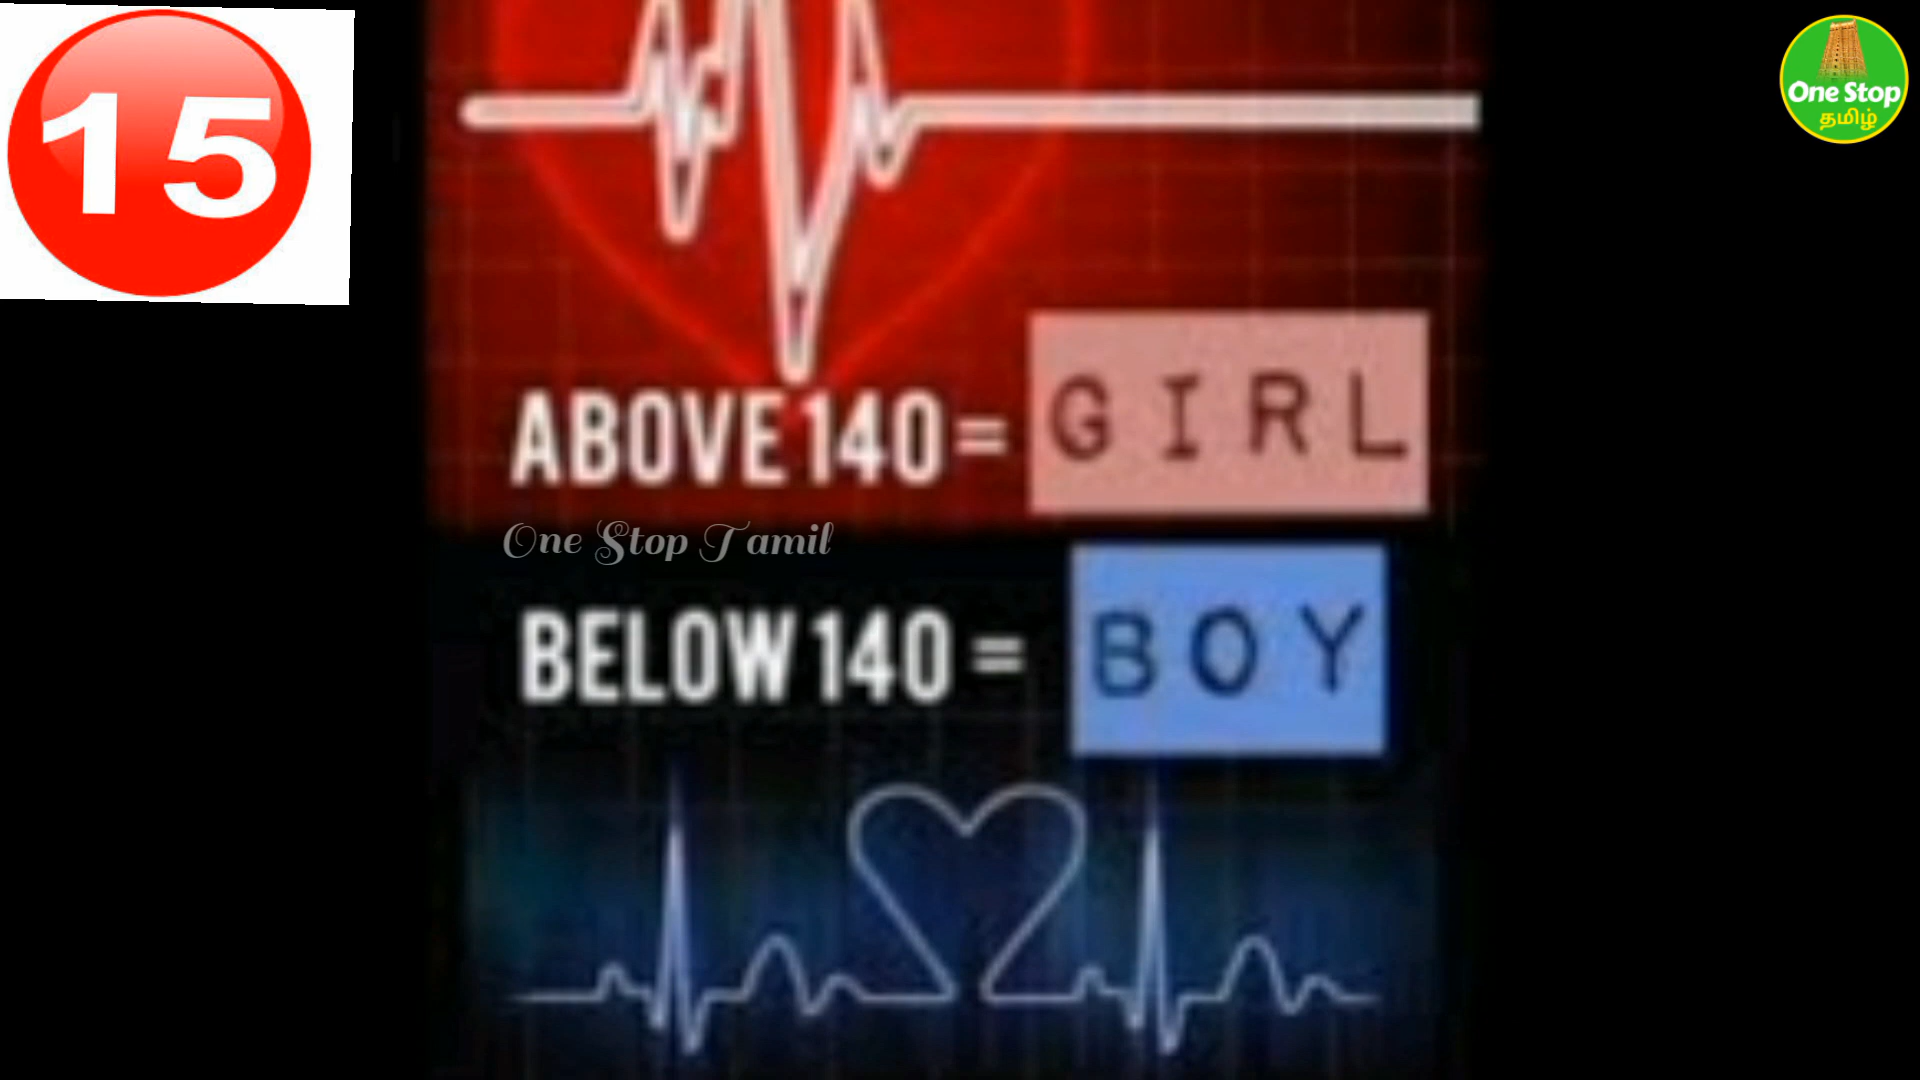 15
One Stop
தமிழ்
ABOVE 140 = GIRL
One Stop Tamil
BELOW 140 = BOY